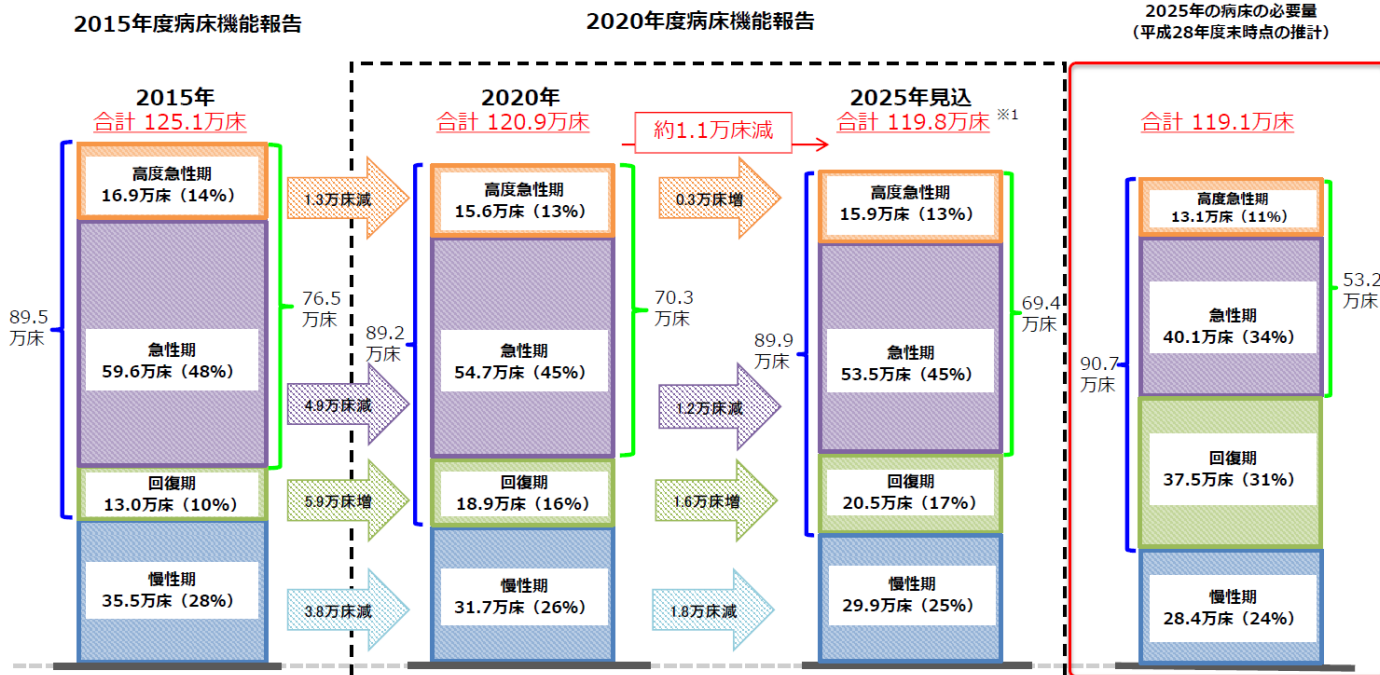 2015年度病床機能報告
2020年度病床機能報告
2025年の病床の必要量
（平成28年度末時点の推計）
2015年
合計 125.1万床
89.5
万床
高度急性期
16.9万床（14%）
急性期
59.6万床（48%）
回復期
13.0万床（10%）
慢性期
35.5万床（28%）
76.5
万床
1.3万床減
4.9万床減
5.9万床増
3.8万床減
2020年
合計 120.9万床
89.2
万床
高度急性期
15.6万床（13%）
急性期
54.7万床（45%）
回復期
18.9万床（16%）
慢性期
31.7万床（26%）
70.3
万床
約1.1万床減
0.3万床増
1.2万床減
1.6万床増
1.8万床減
2025年見込
合計 119.8万床 ※1
89.9
万床
高度急性期
15.9万床（13%）
急性期
53.5万床（45%）
回復期
20.5万床（17%）
慢性期
29.9万床（25%）
69.4
万床
合計 119.1万床
90.7
万床
高度急性期
13.1万床（11%）
急性期
40.1万床（34%）
回復期
37.5万床（31%）
慢性期
28.4万床（24%）
53.2
万床